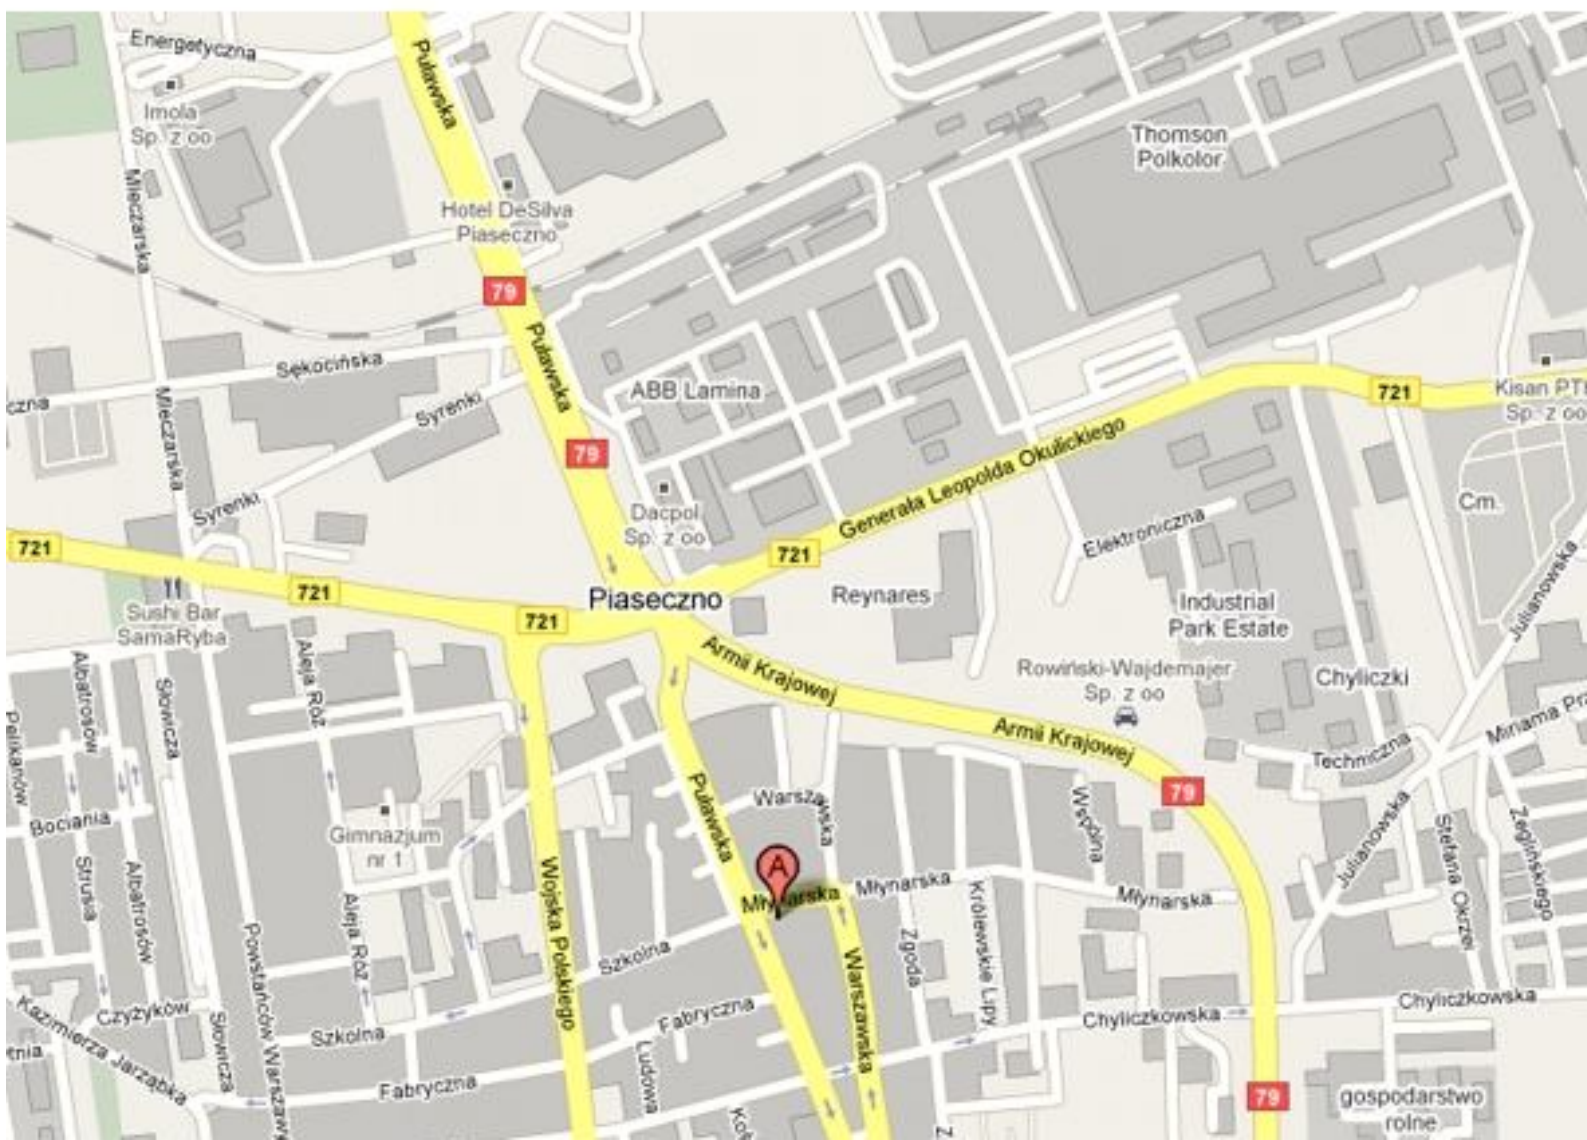 Energetyczna
Puławska
Imola
Sp. z oo
Thomson
Polkolor
Mleczarska
Hotel DeSilva
Piaseczno
79
Puławska
Sękocińska
ABB Lamina
721
Kisan
Sp. z oo
czna
Mleczarska
Syrenki
79
Generała Leopolda Okulickiego
Syrenki
Dacpol
Sp. z oo
Cm.
Elektroniczna
721
721
721
Julianowska
Piaseczno
Reynares
Industrial
Park Estate
Sushi Bar
SamaRyba
721
Armii Krajowej
Rowiński-Wajdemajer
Sp. z oo
Chyliczki
Albatrosów
Słowicza
Aleja Róż
Pelikanów
Armii Krajowej
Techniczna
Miriama
79
Puławska
Warszawska
Wspólna
Bociania
Gimnazjum
nr 1
Julianowska
Stefana Okrzei
Żeglińskiego
Strusia
Albatrosów
Wojska Polskiego
A
Młynarska
Młynarska
Młynarska
Aleja Róż
Powstańców
Szkolna
Zgoda
Królewskie Lipy
Warszawska
Czyżyków
Słowicza
Kazimierza Jarząbka
Szkolna
Fabryczna
Chyliczkowska
Chyliczkowska
tnia
Ludowa
Fabryczna
79
gospodarstwo
rolne